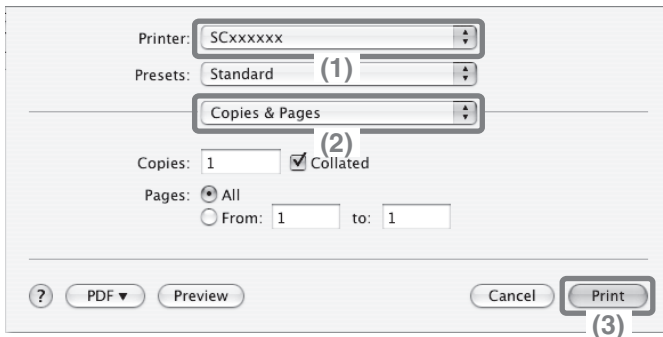 Printer: SCxxxxxx
(1)
Presets: Standard
Copies & Pages
(2)
Copies: 1 Collated
Pages: All
From: 1 to: 1
? PDF Preview Cancel Print
(3)